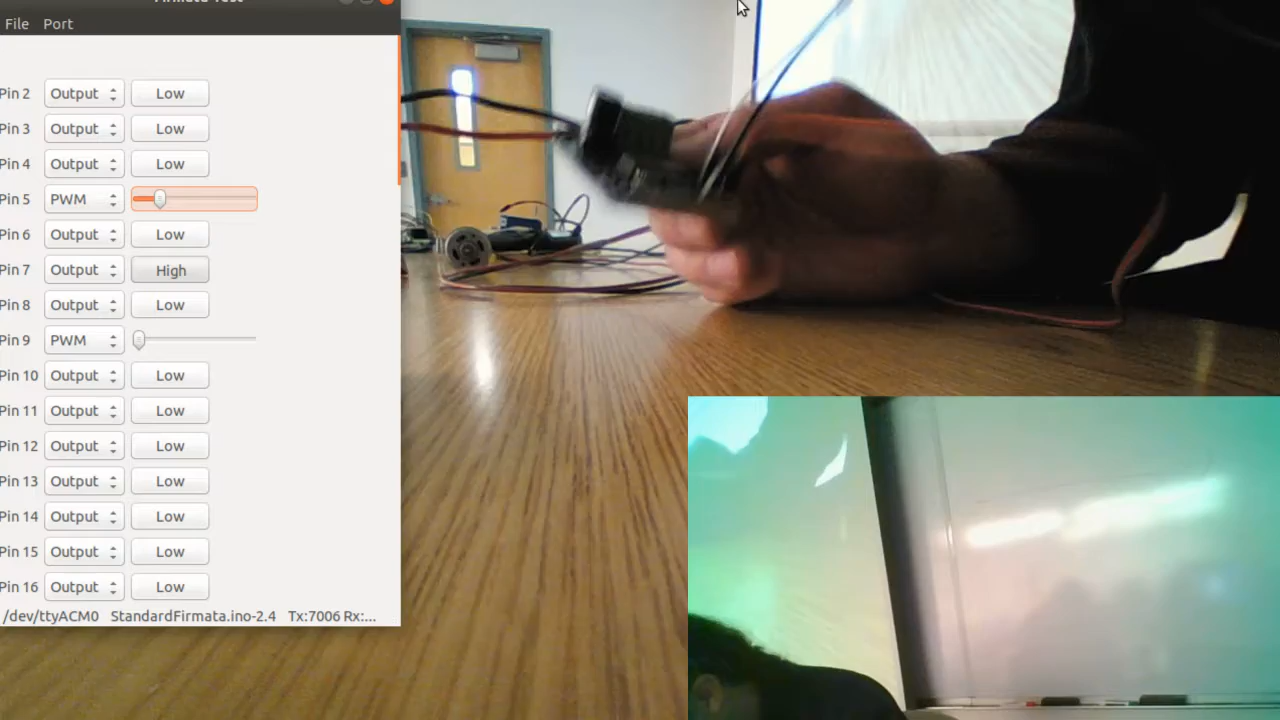 Firmata Test
File Port
Pin 2 Output Low
Pin 3 Output Low
Pin 4 Output Low
Pin 5 PWM
Pin 6 Output Low
Pin 7 Output High
Pin 8 Output Low
Pin 9 PWM
Pin 10 Output Low
Pin 11 Output Low
Pin 12 Output Low
Pin 13 Output Low
Pin 14 Output Low
Pin 15 Output Low
Pin 16 Output Low
/dev/ttyACM0 StandardFirmata.ino-2.4 Tx:7006 Rx:...